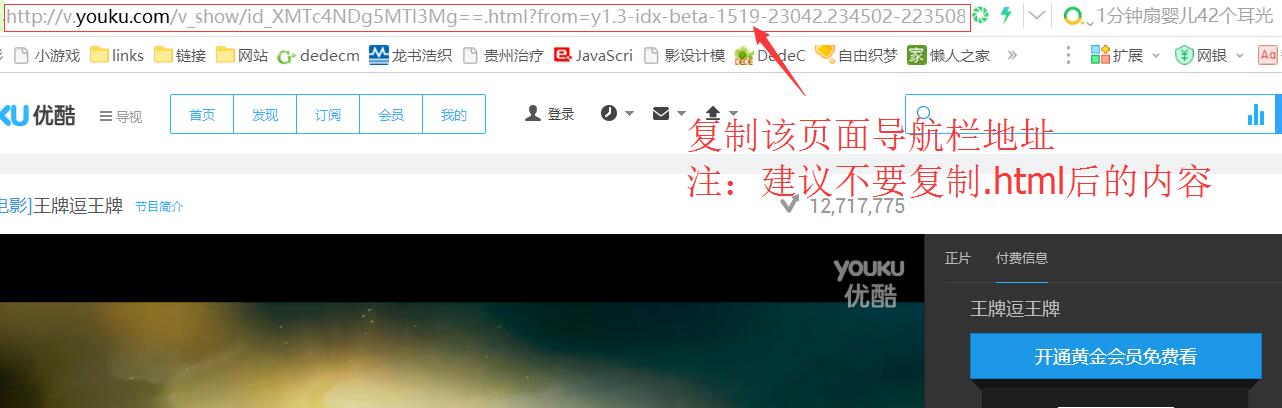 http://v.youku.com/v_show/id_XMTc4NDg5MTI3Mg==.html?from=y1.3-idx-beta-1519-23042.234502-223508
1分钟扇婴儿42个耳光
小游戏 links 链接 网站 dedecm 龙书浩织 贵州治疗 JavaScri 影设计模 DedeC 自由织梦 懒人之家 » 扩展 网银
KU 优酷 导视 首页 发现 订阅 会员 我的 登录
复制该页面导航栏地址
注：建议不要复制.html后的内容
电影]王牌逗王牌 节目简介 12,717,775
正片 付费信息
YOUKU
优酷
王牌逗王牌
开通黄金会员免费看